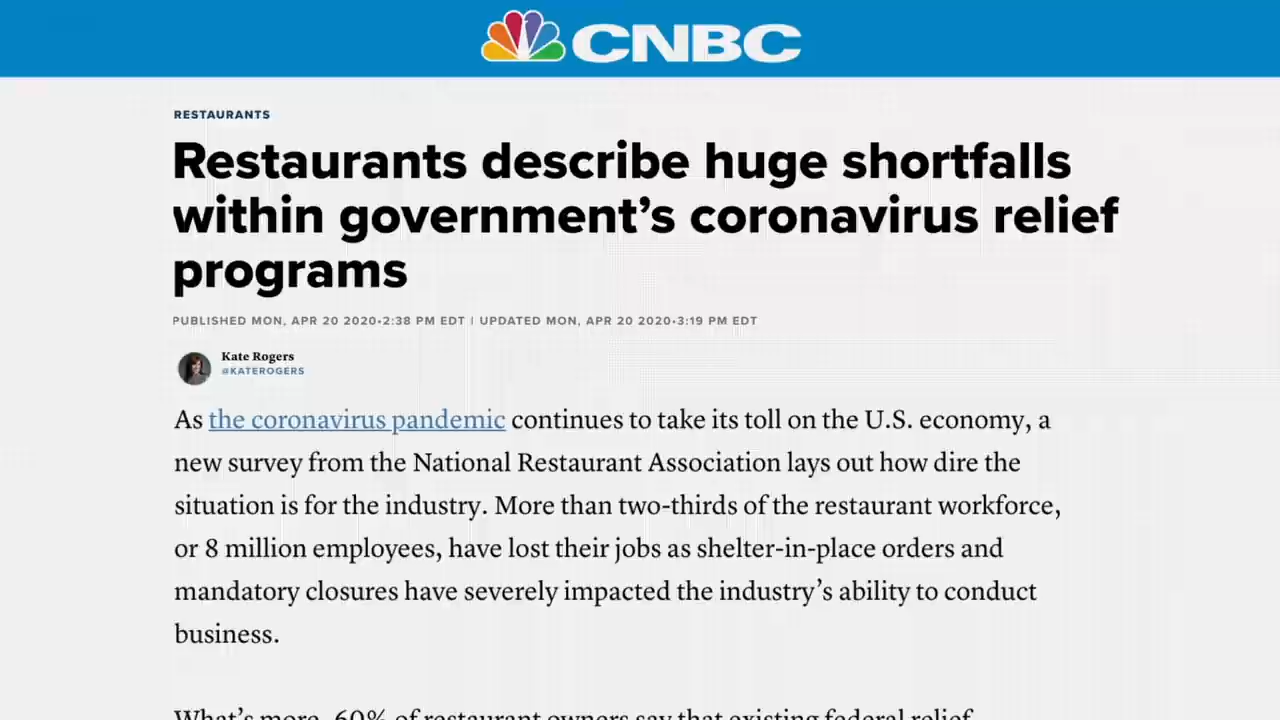 CNBC
RESTAURANTS
Restaurants describe huge shortfalls
within government’s coronavirus relief
programs
PUBLISHED MON, APR 20 2020•2:38 PM EDT | UPDATED MON, APR 20 2020•3:19 PM EDT
Kate Rogers
@KATEROGERS
As the coronavirus pandemic continues to take its toll on the U.S. economy, a
new survey from the National Restaurant Association lays out how dire the
situation is for the industry. More than two-thirds of the restaurant workforce,
or 8 million employees, have lost their jobs as shelter-in-place orders and
mandatory closures have severely impacted the industry’s ability to conduct
business.
What’s more, 60% of restaurant owners say that existing federal relief